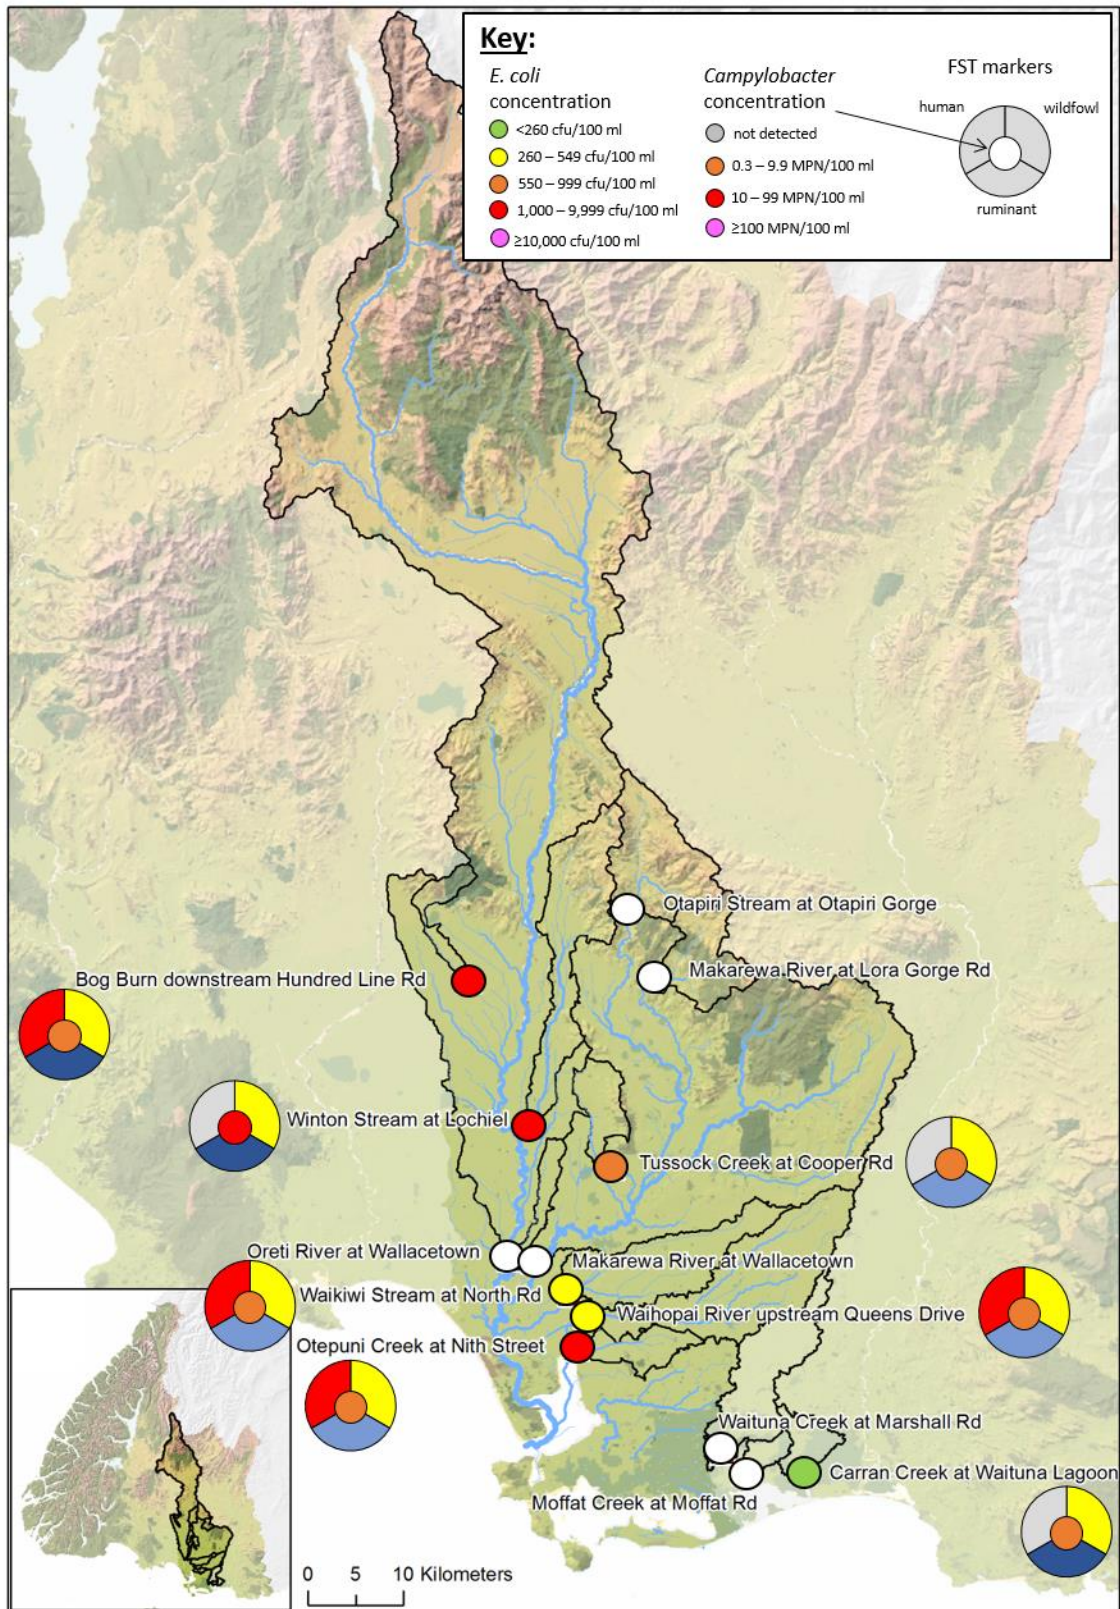 Key:
E. coli
concentration
<260 cfu/100 ml
260 – 549 cfu/100 ml
550 – 999 cfu/100 ml
1,000 – 9,999 cfu/100 ml
≥10,000 cfu/100 ml
Campylobacter
concentration
not detected
0.3 – 9.9 MPN/100 ml
10 – 99 MPN/100 ml
≥100 MPN/100 ml
FST markers
human
wildfowl
ruminant
Otapiri Stream at Otapiri Gorge
Makarewa River at Lora Gorge Rd
Bog Burn downstream Hundred Line Rd
Winton Stream at Lochiel
Tussock Creek at Cooper Rd
Oreti River at Wallacetown
Makarewa River at Wallacetown
Waikiwi Stream at North Rd
Waihopai River upstream Queens Drive
Otepuni Creek at Nith Street
Waituna Creek at Marshall Rd
Carran Creek at Waituna Lagoon
Moffat Creek at Moffat Rd
0 5 10 Kilometers